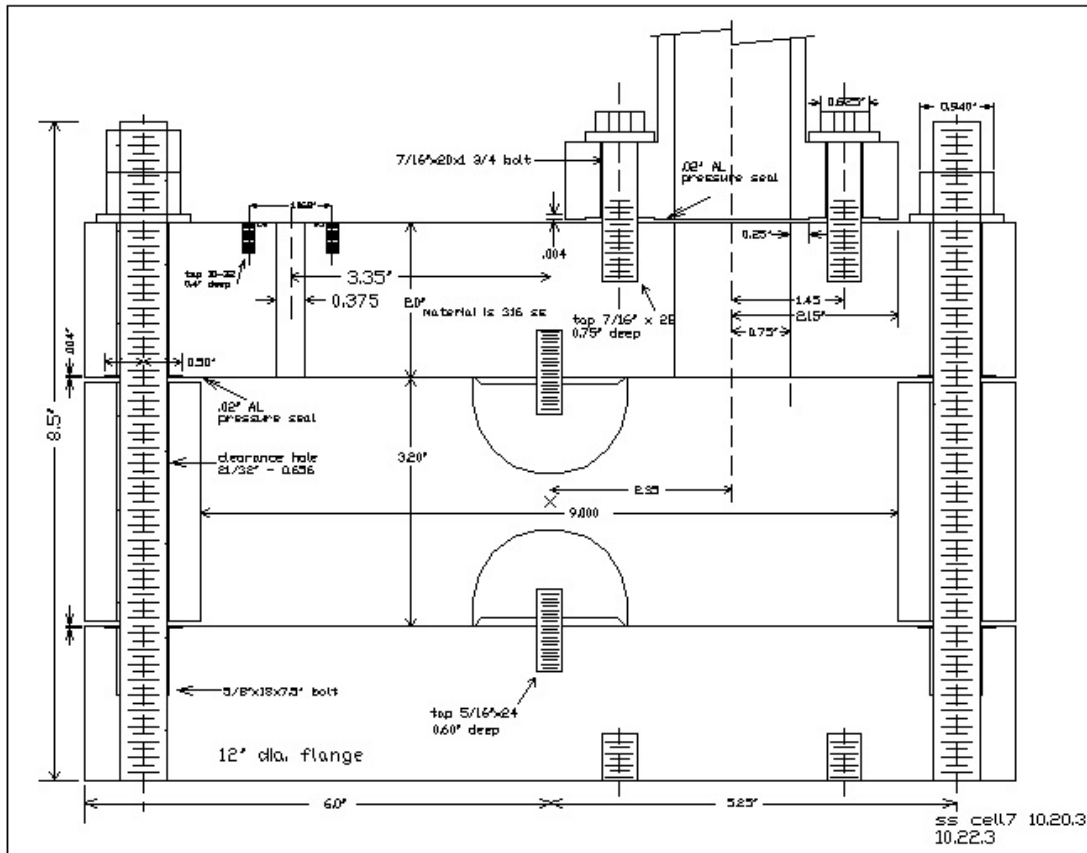 0.625"
0.940"
7/16"x20x1 3/4 bolt
.02" AL
pressure seal
0.25"
.004
tap 10-32
0.4" deep
3.35"
0.375
2.0"
Material is 316 ss
tap 7/16" x
0.75" deep
1.45
2.15"
0.75"
.004"
0.50"
8.5"
.02" AL
pressure seal
clearance hole
21/32" - 0.656
3.20"
9.000
5/8"x18x7.5" bolt
tap 5/16"x24
0.60" deep
12" dia. flange
6.0"
5.25"
ss cell7 10.20.3
10.22.3